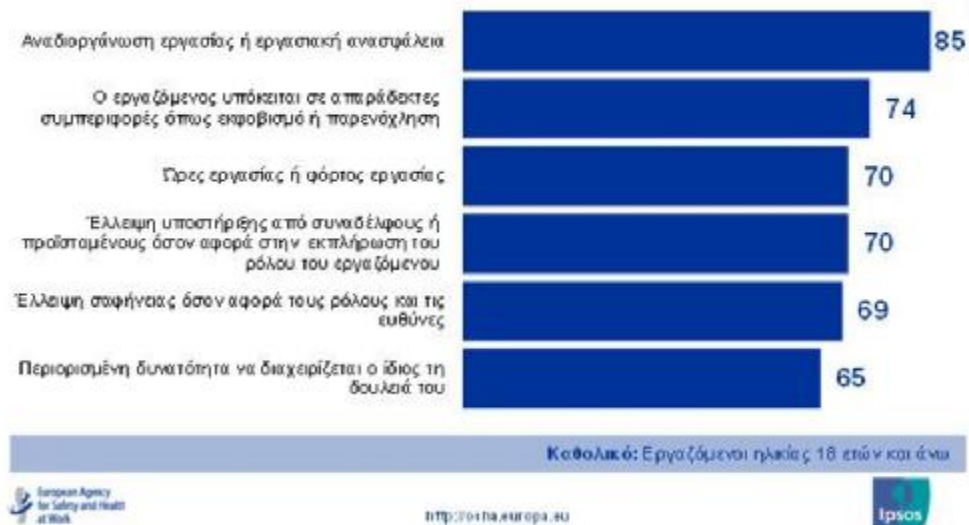 Αναδιοργάνωση εργασίας ή εργασιακή ανασφάλεια
85
Ο εργαζόμενος υπόκειται σε απαράδεκτες
συμπεριφορές όπως εκφοβισμό ή παρενόχληση
74
Ώρες εργασίας ή φόρτος εργασίας
70
Έλλειψη υποστήριξης από συναδέλφους ή
προϊσταμένους όσον αφορά στην εκπλήρωση του
ρόλου του εργαζόμενου
70
Έλλειψη σαφήνειας όσον αφορά τους ρόλους και τις
ευθύνες
69
Περιορισμένη δυνατότητα να διαχειρίζεται ο ίδιος τη
δουλειά του
65
Καθολικό: Εργαζόμενοι ηλικίας 18 ετών και άνω
European Agency
for Safety and Health
at Work
http://osha.europa.eu
Ipsos